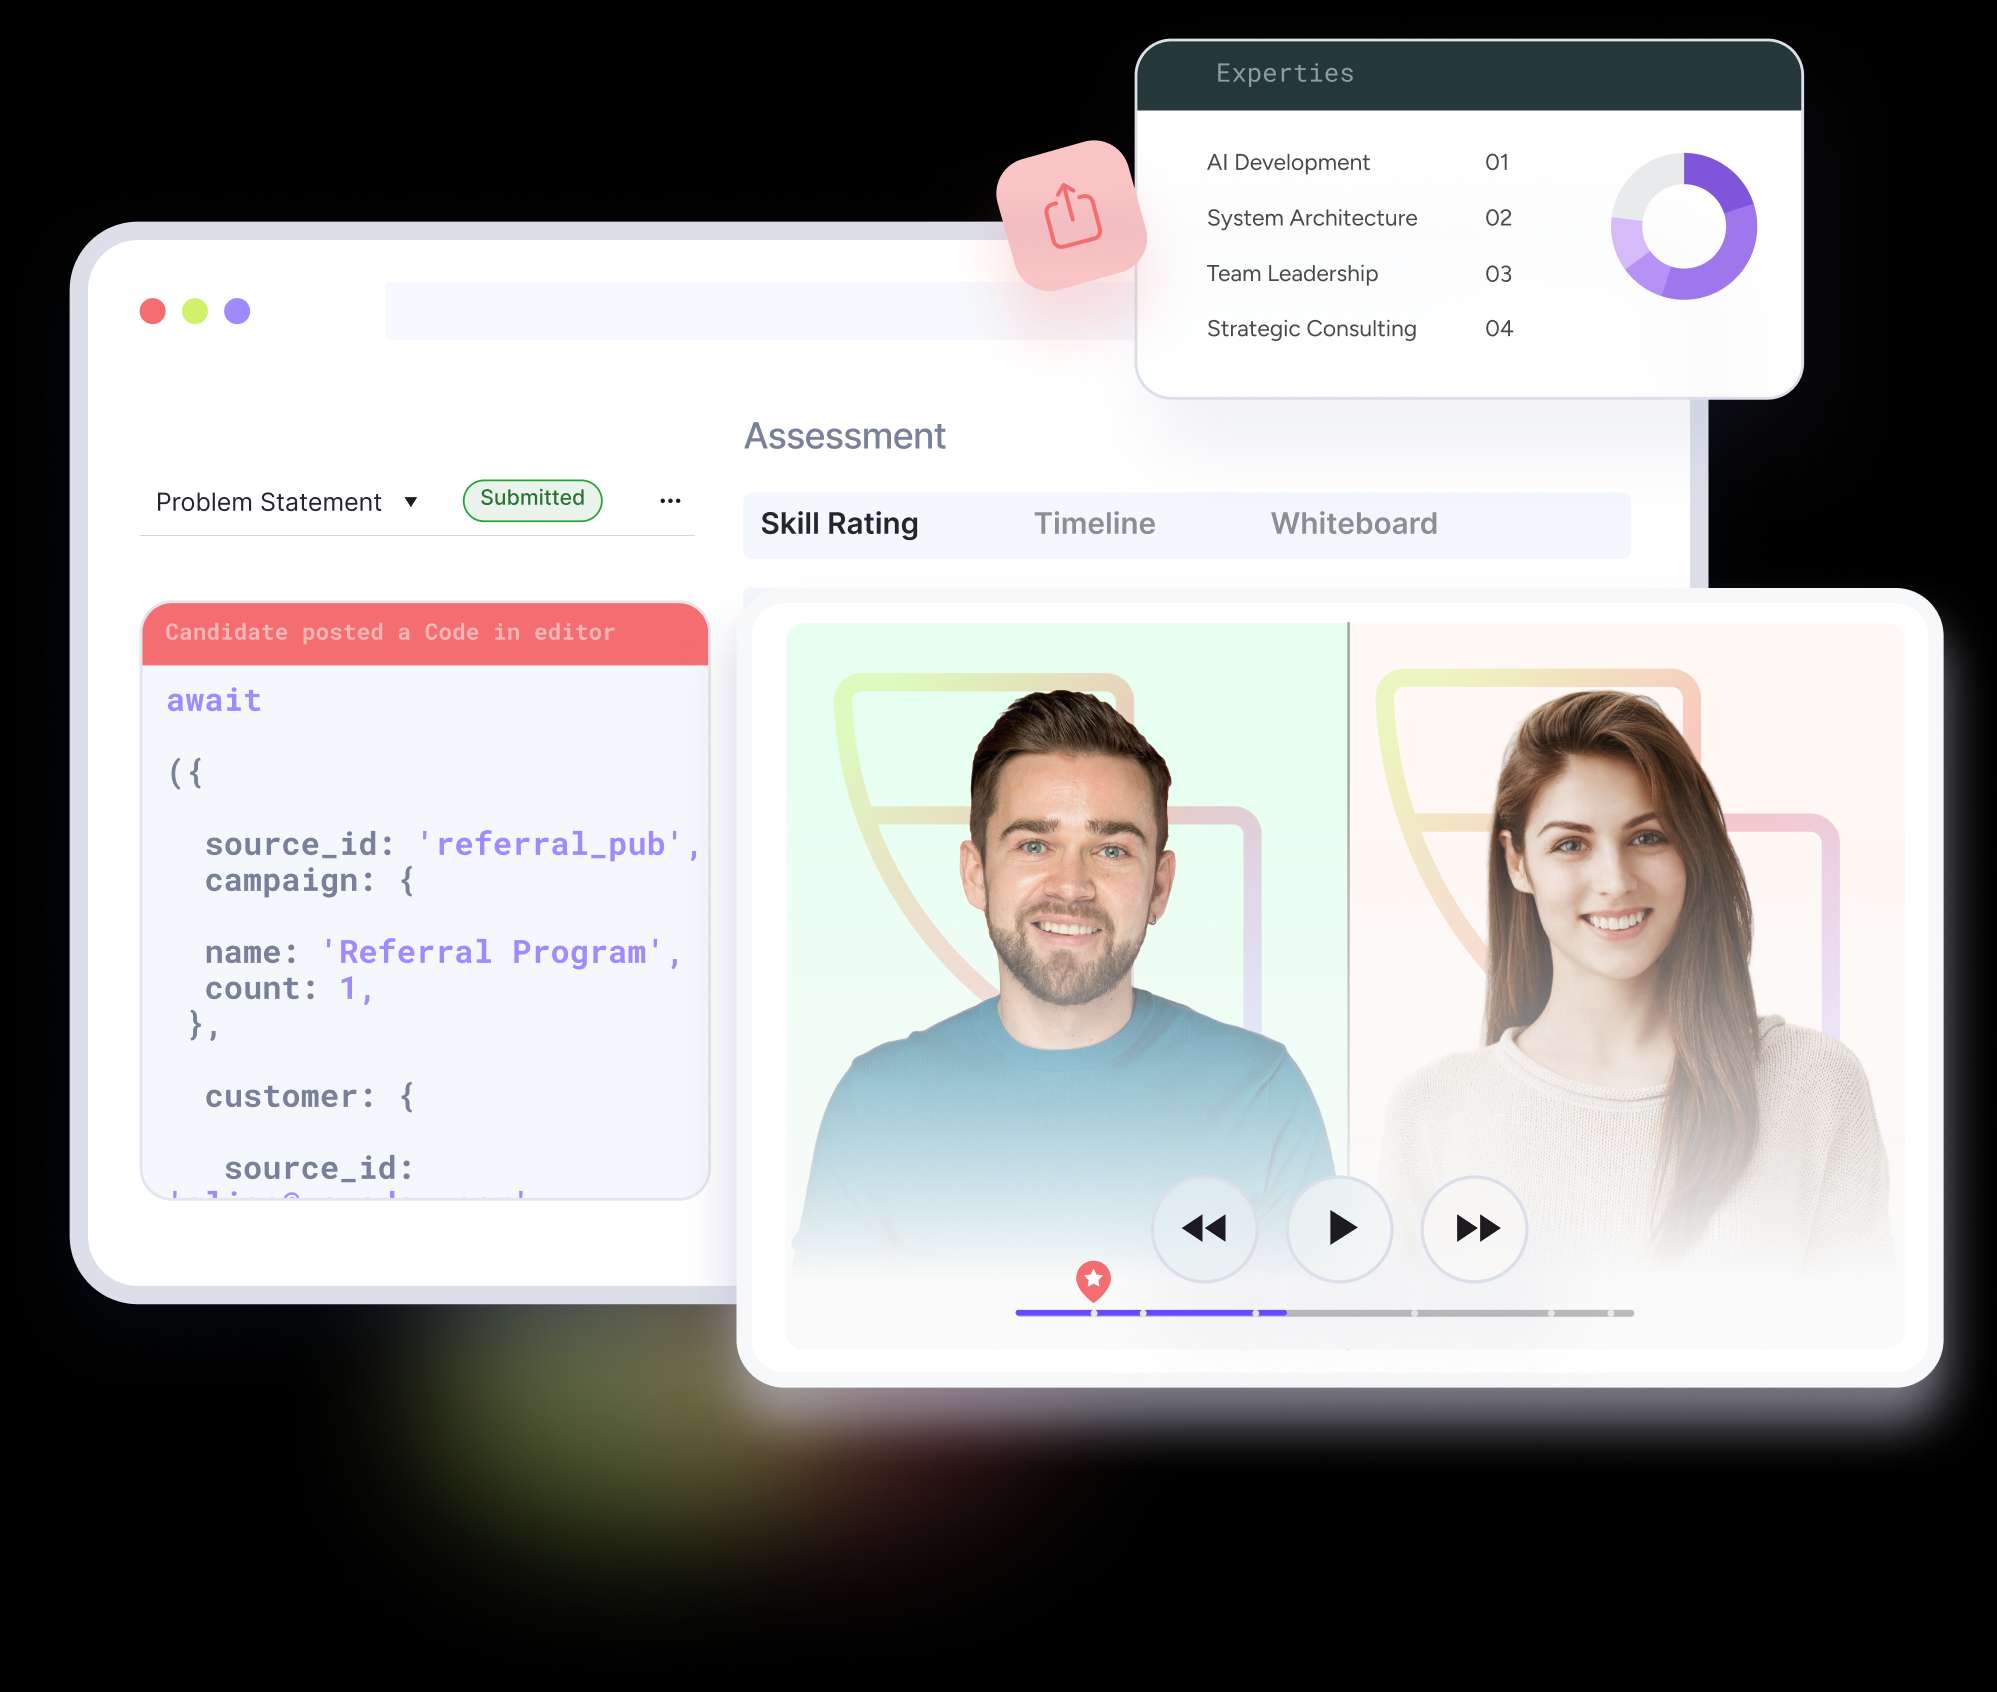 Experties
AI Development 01
System Architecture 02
Team Leadership 03
Strategic Consulting 04
Assessment
Problem Statement ▼ Submitted ...
Skill Rating Timeline Whiteboard
Candidate posted a Code in editor
await
({
source_id: 'referral_pub',
campaign: {
name: 'Referral Program',
count: 1,
},
customer: {
source_id: